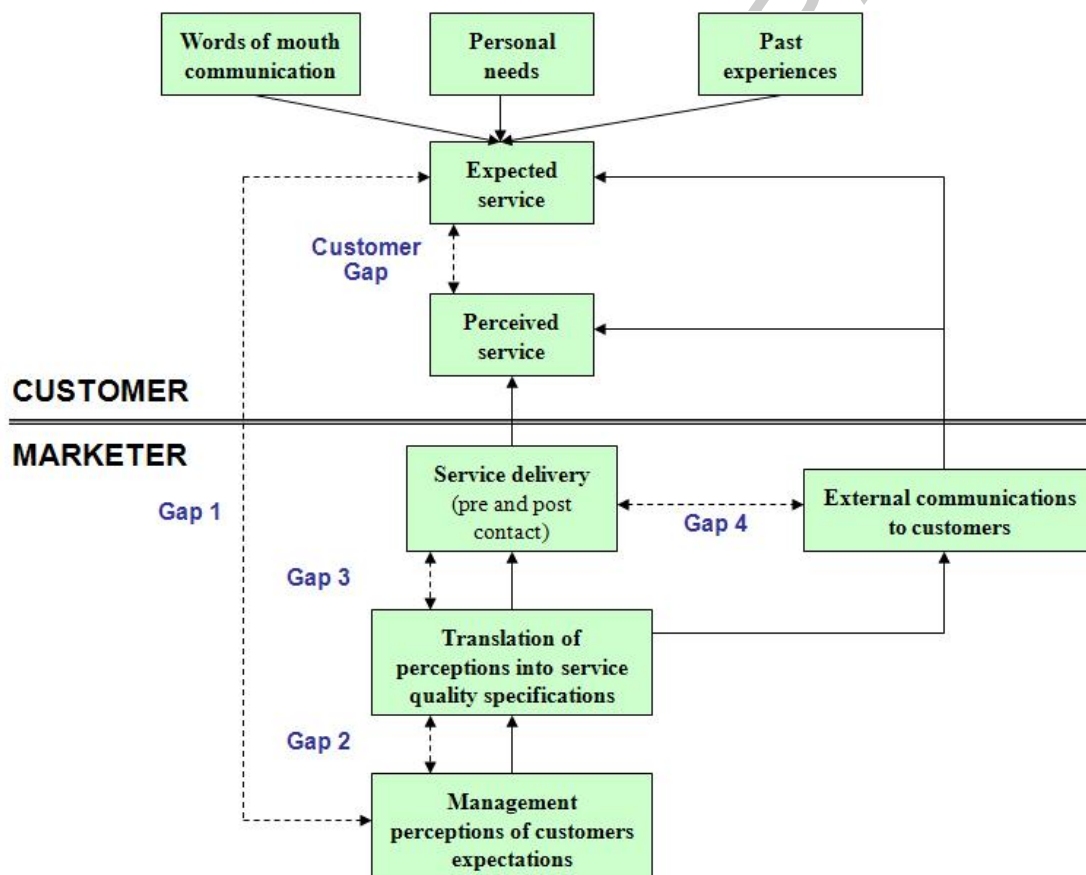 Words of mouth
communication
Personal
needs
Past
experiences
Expected
service
Customer
Gap
Perceived
service
CUSTOMER
MARKETER
Service delivery
(pre and post
contact)
Gap 1
Gap 4
External communications
to customers
Gap 3
Translation of
perceptions into service
quality specifications
Gap 2
Management
perceptions of customers
expectations